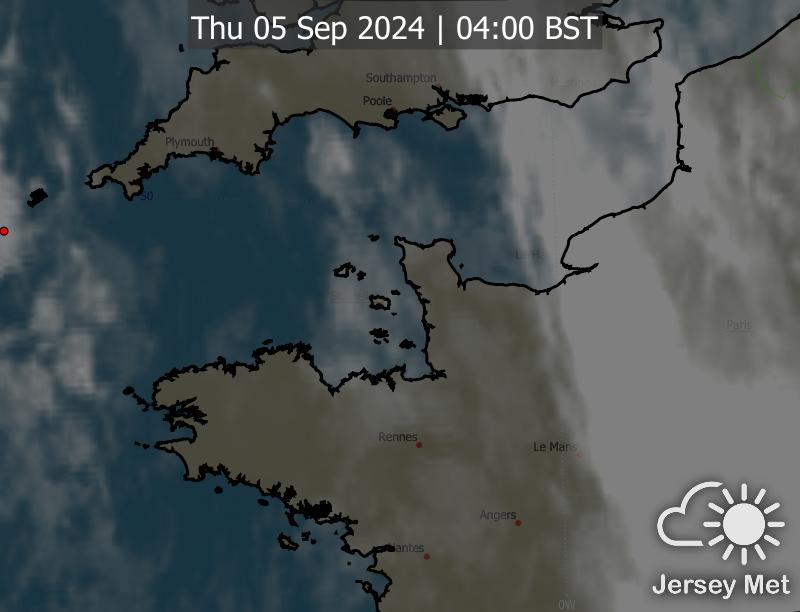 Thu 05 Sep 2024 | 04:00 BST
Southampton
Poole
Plymouth
50
Paris
Rennes
Le Mans
Angers
Nantes
0W
Jersey Met